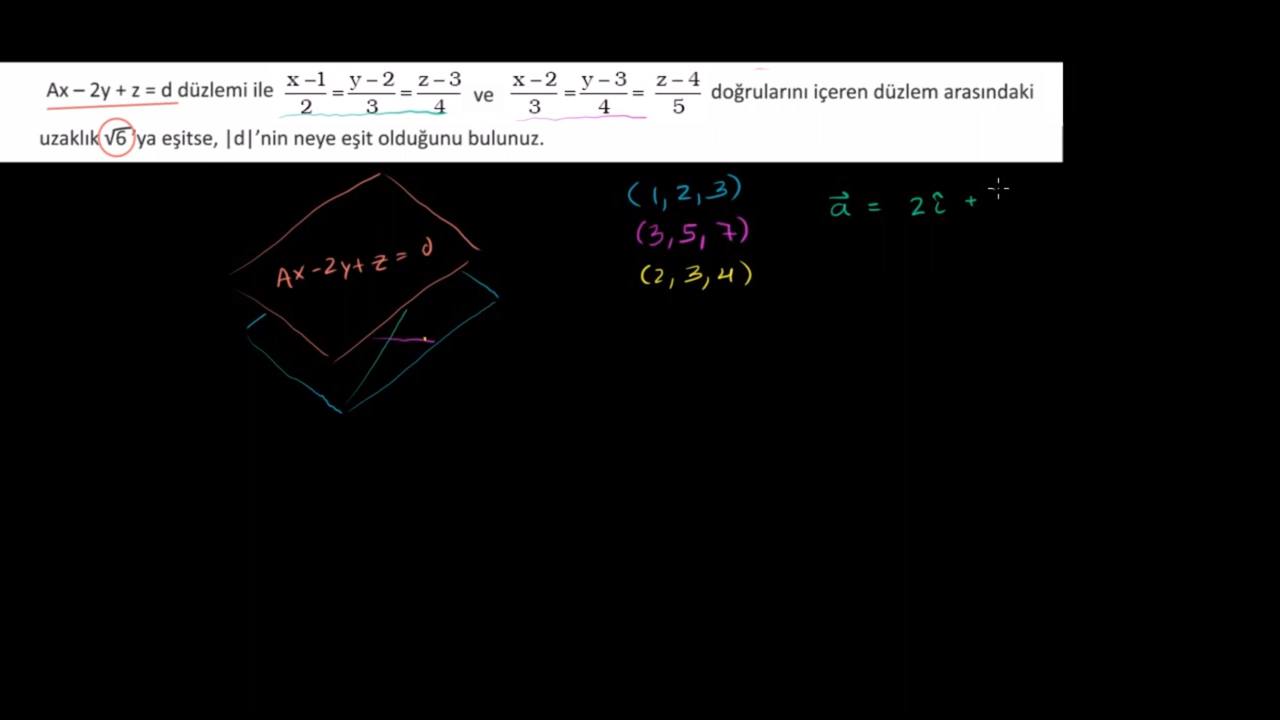 Ax – 2y + z = d düzlemi ile x – 1 / 2 = y – 2 / 3 = z – 3 / 4 ve x – 2 / 3 = y – 3 / 4 = z – 4 / 5 doğrularını içeren düzlem arasındaki
uzaklık √6 'ya eşitse, |d|'nin neye eşit olduğunu bulunuz.
(1, 2, 3)
a⃗ = 2î +
(3, 5, 7)
Ax – 2y + z = d
(2, 3, 4)